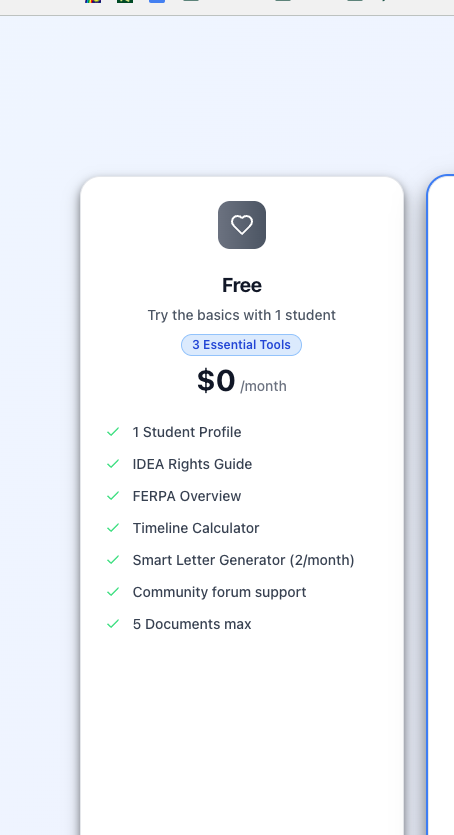 Free
Try the basics with 1 student
3 Essential Tools
$0 /month
1 Student Profile
IDEA Rights Guide
FERPA Overview
Timeline Calculator
Smart Letter Generator (2/month)
Community forum support
5 Documents max